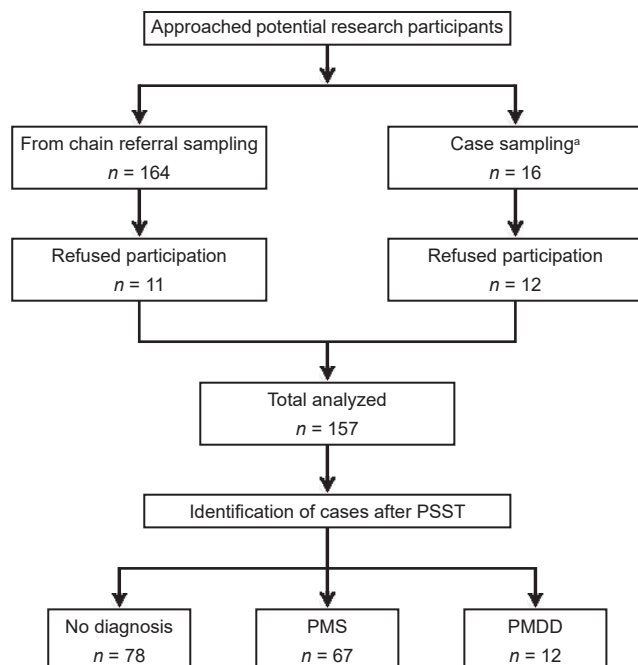 Approached potential research participants
From chain referral sampling
n = 164
Case samplingᵃ
n = 16
Refused participation
n = 11
Refused participation
n = 12
Total analyzed
n = 157
Identification of cases after PSST
No diagnosis
n = 78
PMS
n = 67
PMDD
n = 12